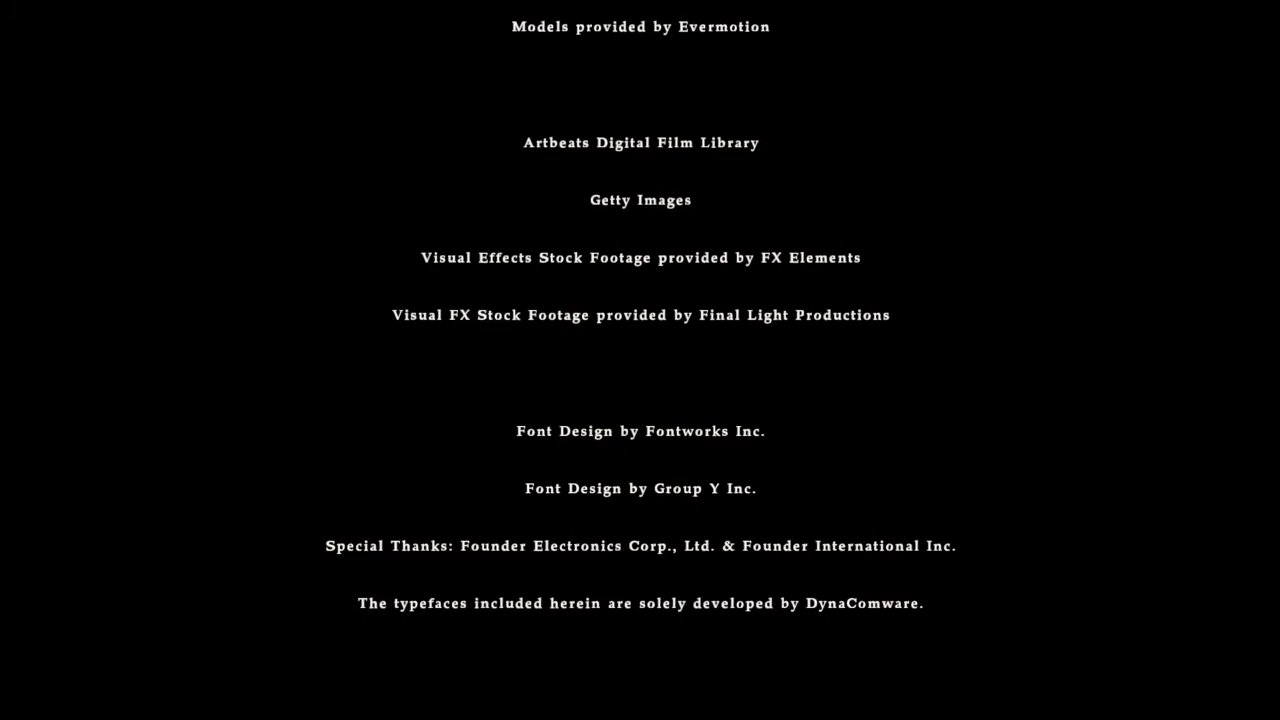 Models provided by Evermotion
Artbeats Digital Film Library
Getty Images
Visual Effects Stock Footage provided by FX Elements
Visual FX Stock Footage provided by Final Light Productions
Font Design by Fontworks Inc.
Font Design by Group Y Inc.
Special Thanks: Founder Electronics Corp., Ltd. & Founder International Inc.
The typefaces included herein are solely developed by DynaComware.